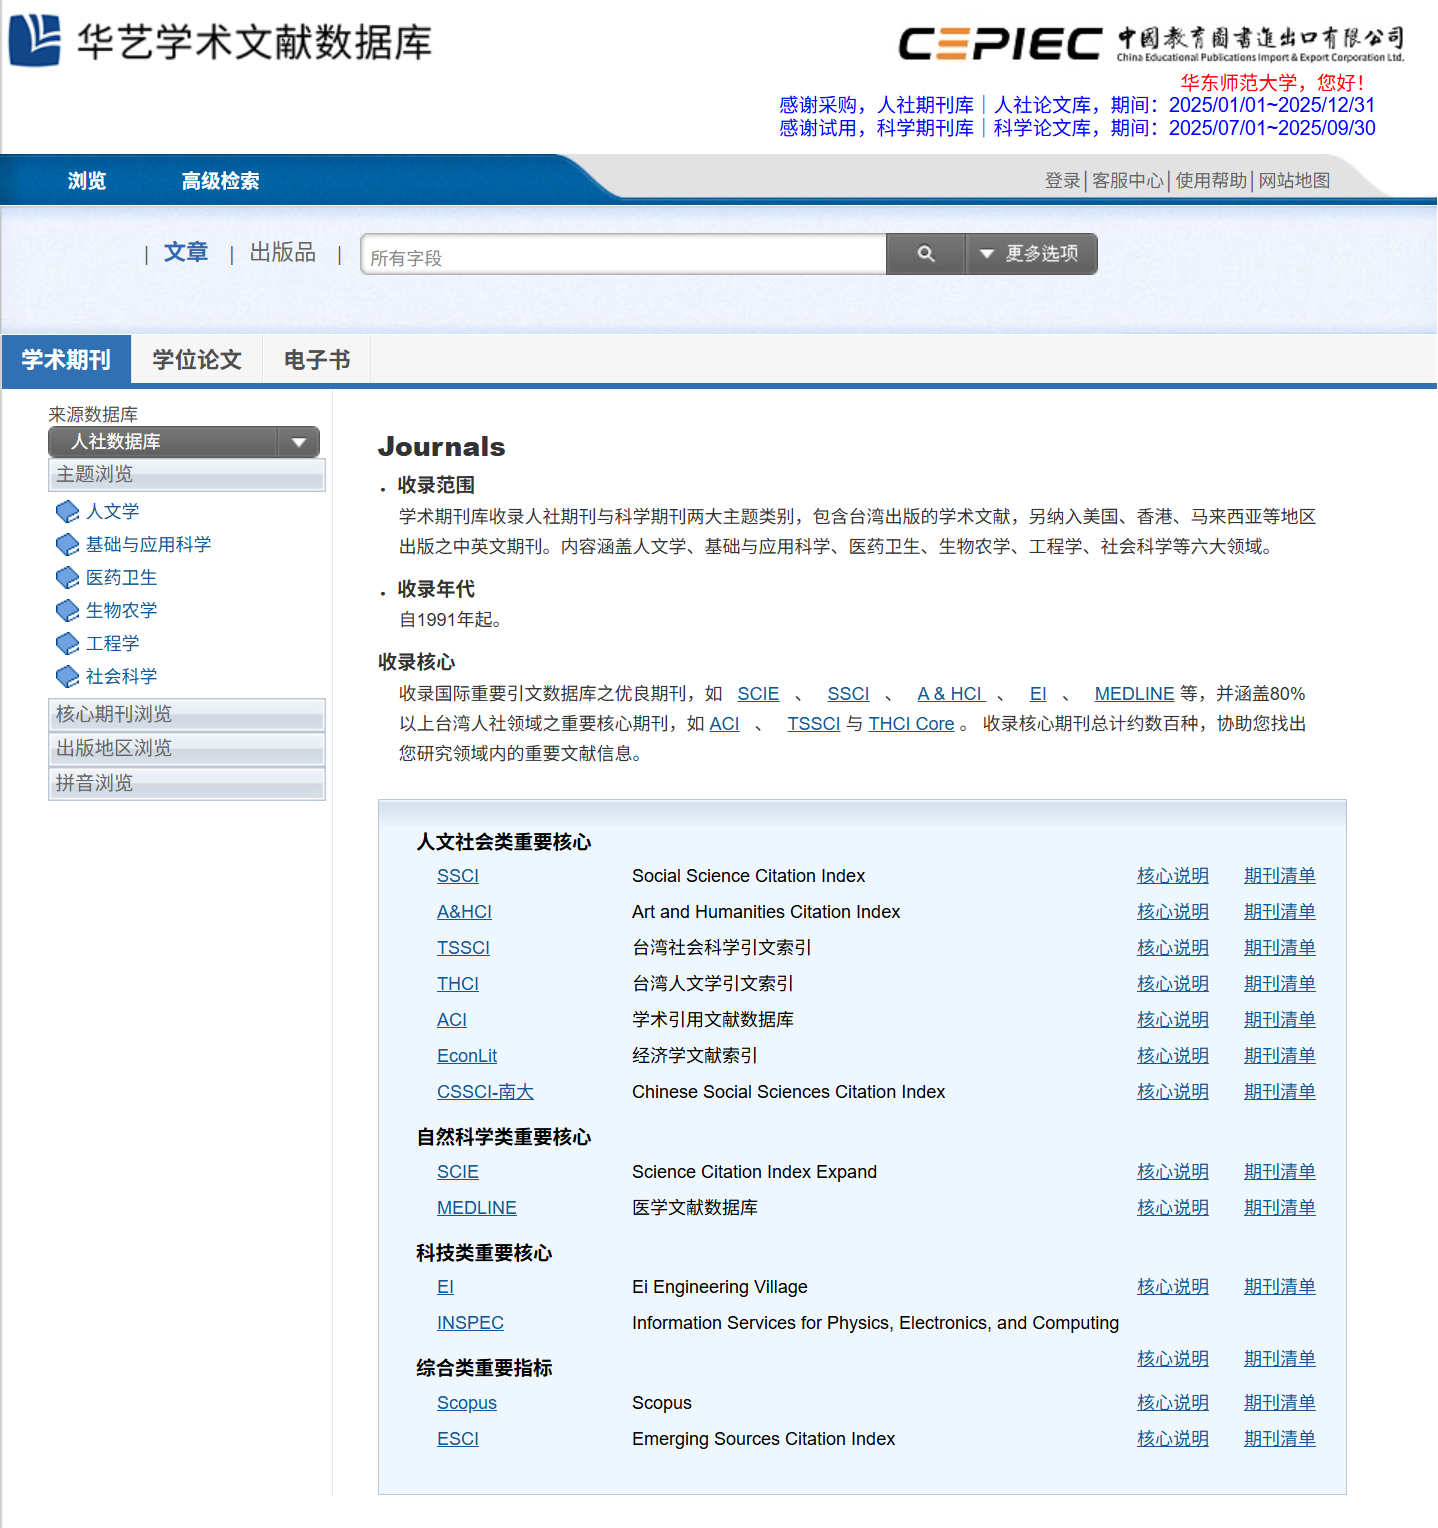 华艺学术文献数据库
CEPIEC 中國教育圖書進出口有限公司
China Educational Publications Import & Export Corporation Ltd.
华东师范大学，您好！
感谢采购，人社期刊库｜人社论文库，期间：2025/01/01~2025/12/31
感谢试用，科学期刊库｜科学论文库，期间：2025/07/01~2025/09/30
浏览 高级检索
登录│客服中心│使用帮助│网站地图
| 文章 | 出版品 | 所有字段 更多选项
学术期刊 学位论文 电子书
来源数据库
人社数据库
主题浏览
人文学
基础与应用科学
医药卫生
生物农学
工程学
社会科学
核心期刊浏览
出版地区浏览
拼音浏览
Journals
. 收录范围
学术期刊库收录人社期刊与科学期刊两大主题类别，包含台湾出版的学术文献，另纳入美国、香港、马来西亚等地区
出版之中英文期刊。内容涵盖人文学、基础与应用科学、医药卫生、生物农学、工程学、社会科学等六大领域。
. 收录年代
自1991年起。
收录核心
收录国际重要引文数据库之优良期刊，如 SCIE 、 SSCI 、 A & HCI 、 EI 、 MEDLINE 等，并涵盖80%
以上台湾人社领域之重要核心期刊，如 ACI 、 TSSCI 与 THCI Core 。 收录核心期刊总计约数百种，协助您找出
您研究领域内的重要文献信息。
人文社会类重要核心
SSCI Social Science Citation Index 核心说明 期刊清单
A&HCI Art and Humanities Citation Index 核心说明 期刊清单
TSSCI 台湾社会科学引文索引 核心说明 期刊清单
THCI 台湾人文学引文索引 核心说明 期刊清单
ACI 学术引用文献数据库 核心说明 期刊清单
EconLit 经济学文献索引 核心说明 期刊清单
CSSCI-南大 Chinese Social Sciences Citation Index 核心说明 期刊清单
自然科学类重要核心
SCIE Science Citation Index Expand 核心说明 期刊清单
MEDLINE 医学文献数据库 核心说明 期刊清单
科技类重要核心
EI Ei Engineering Village 核心说明 期刊清单
INSPEC Information Services for Physics, Electronics, and Computing
核心说明 期刊清单
综合类重要指标
Scopus Scopus 核心说明 期刊清单
ESCI Emerging Sources Citation Index 核心说明 期刊清单